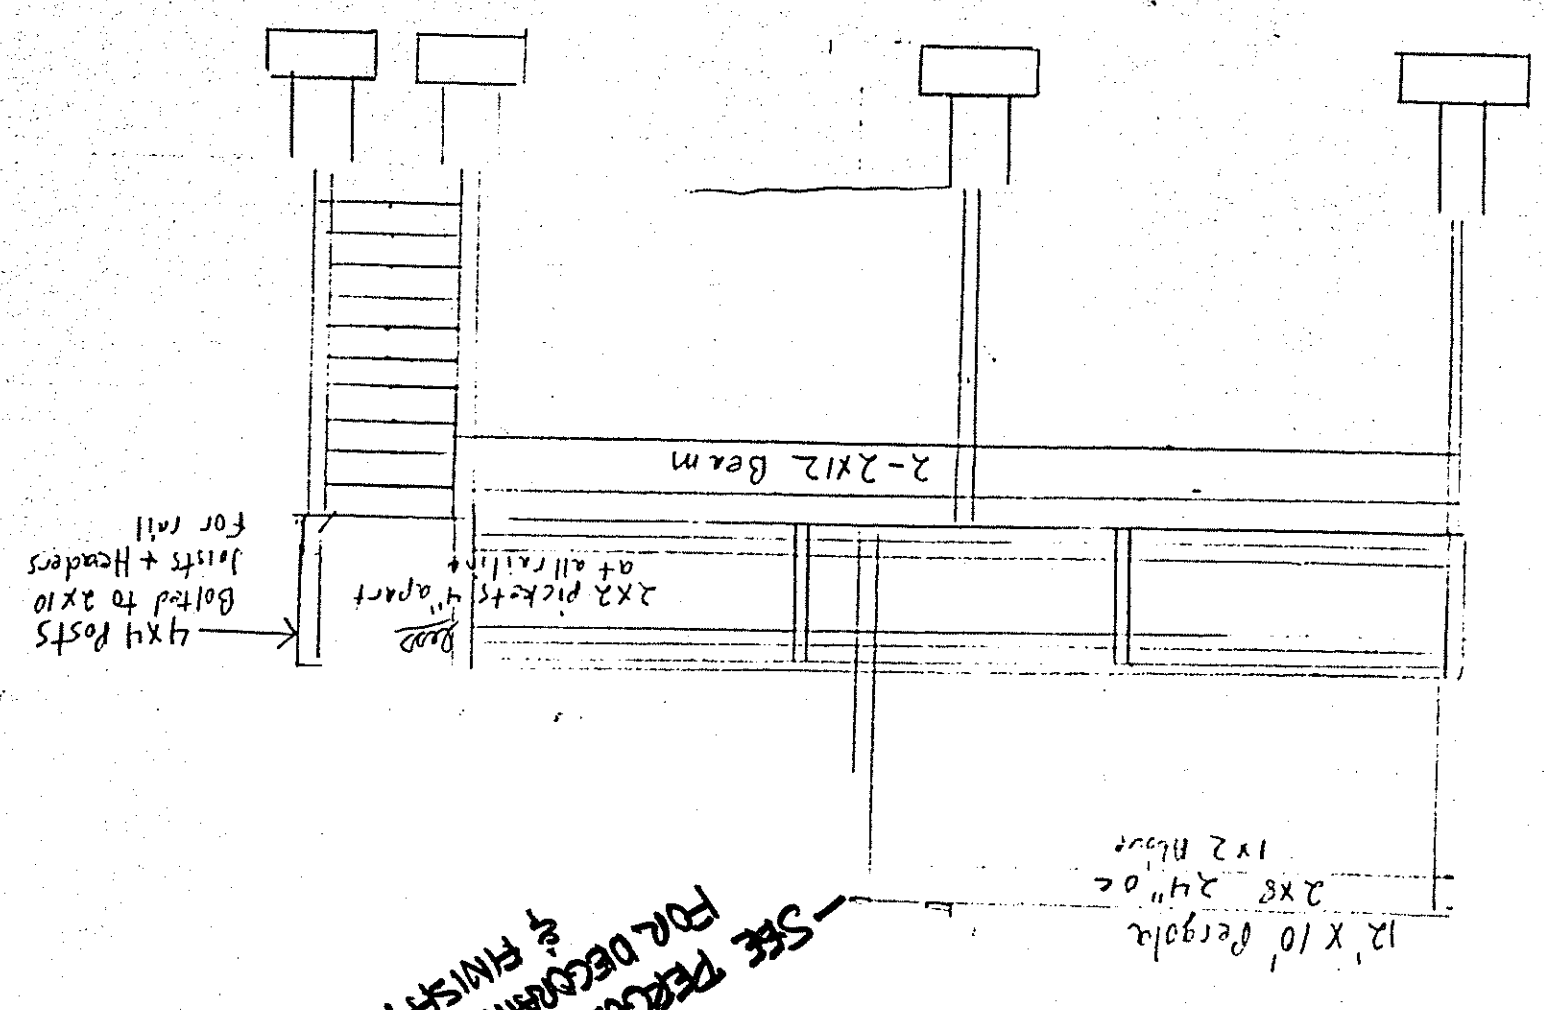 SEE
FOR
& FINISH
12' x 10' Pergola
2x8 24" oc
1x2 Above
4x4 Posts
Bolted to 2x10
Joists + Headers
For rail
less
2x2 pickets 4" apart
at all railing
2-2x12 Beam